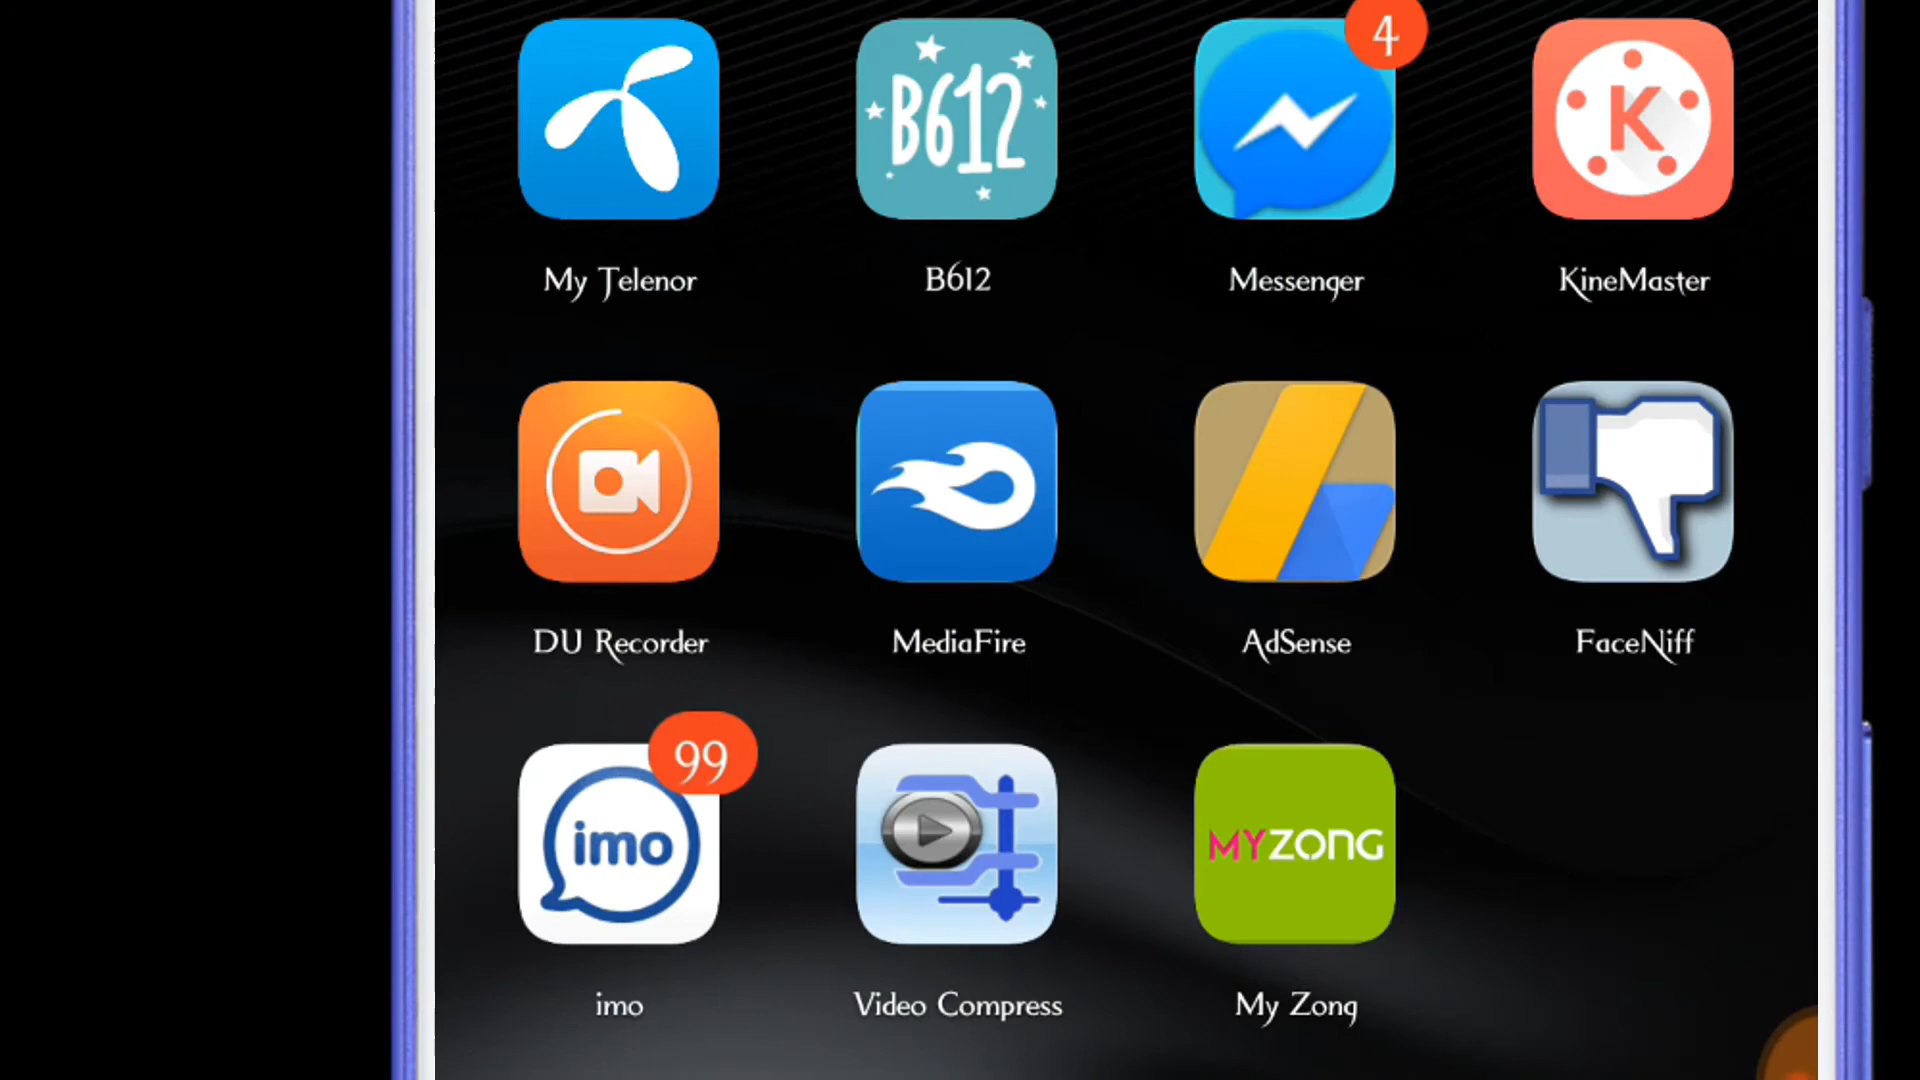 4
B612
K
My Telenor B612 Messenger KineMaster
DU Recorder MediaFire AdSense FaceNiff
99
imo
MYZONG
imo Video Compress My Zong